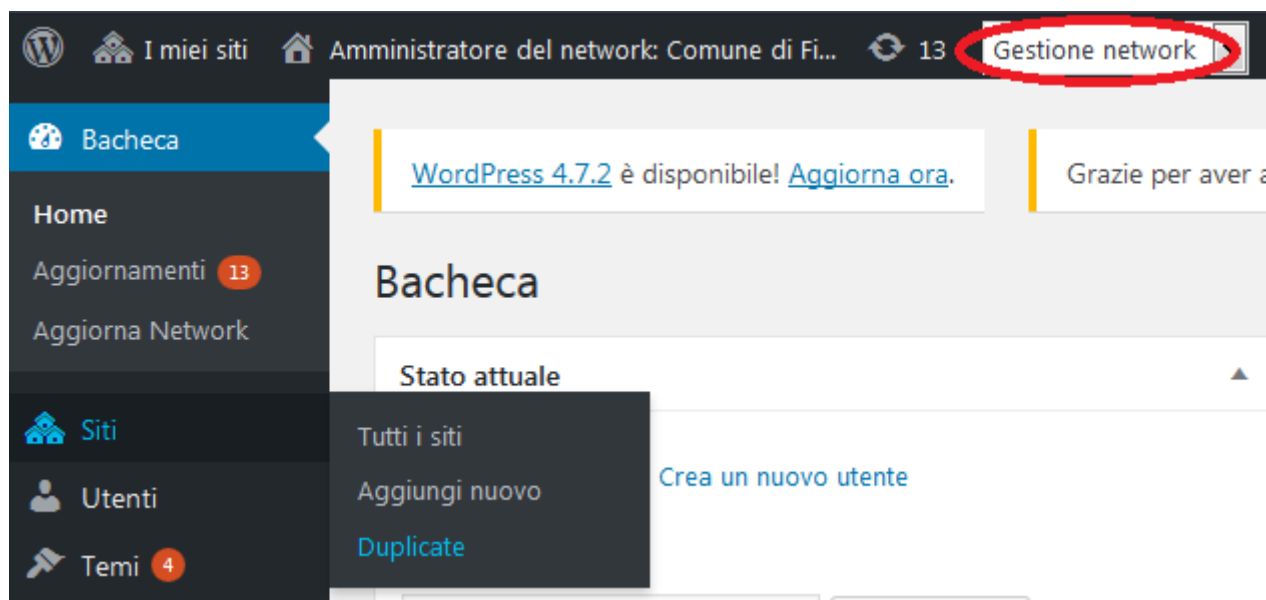 I miei siti Amministratore del network: Comune di Fi... 13 Gestione network
Bacheca
Home
Aggiornamenti 13
Aggiorna Network
Siti
Utenti
Temi 4
Tutti i siti
Aggiungi nuovo
Duplicate
WordPress 4.7.2 è disponibile! Aggiorna ora.
Grazie per aver a
Bacheca
Stato attuale
Crea un nuovo utente